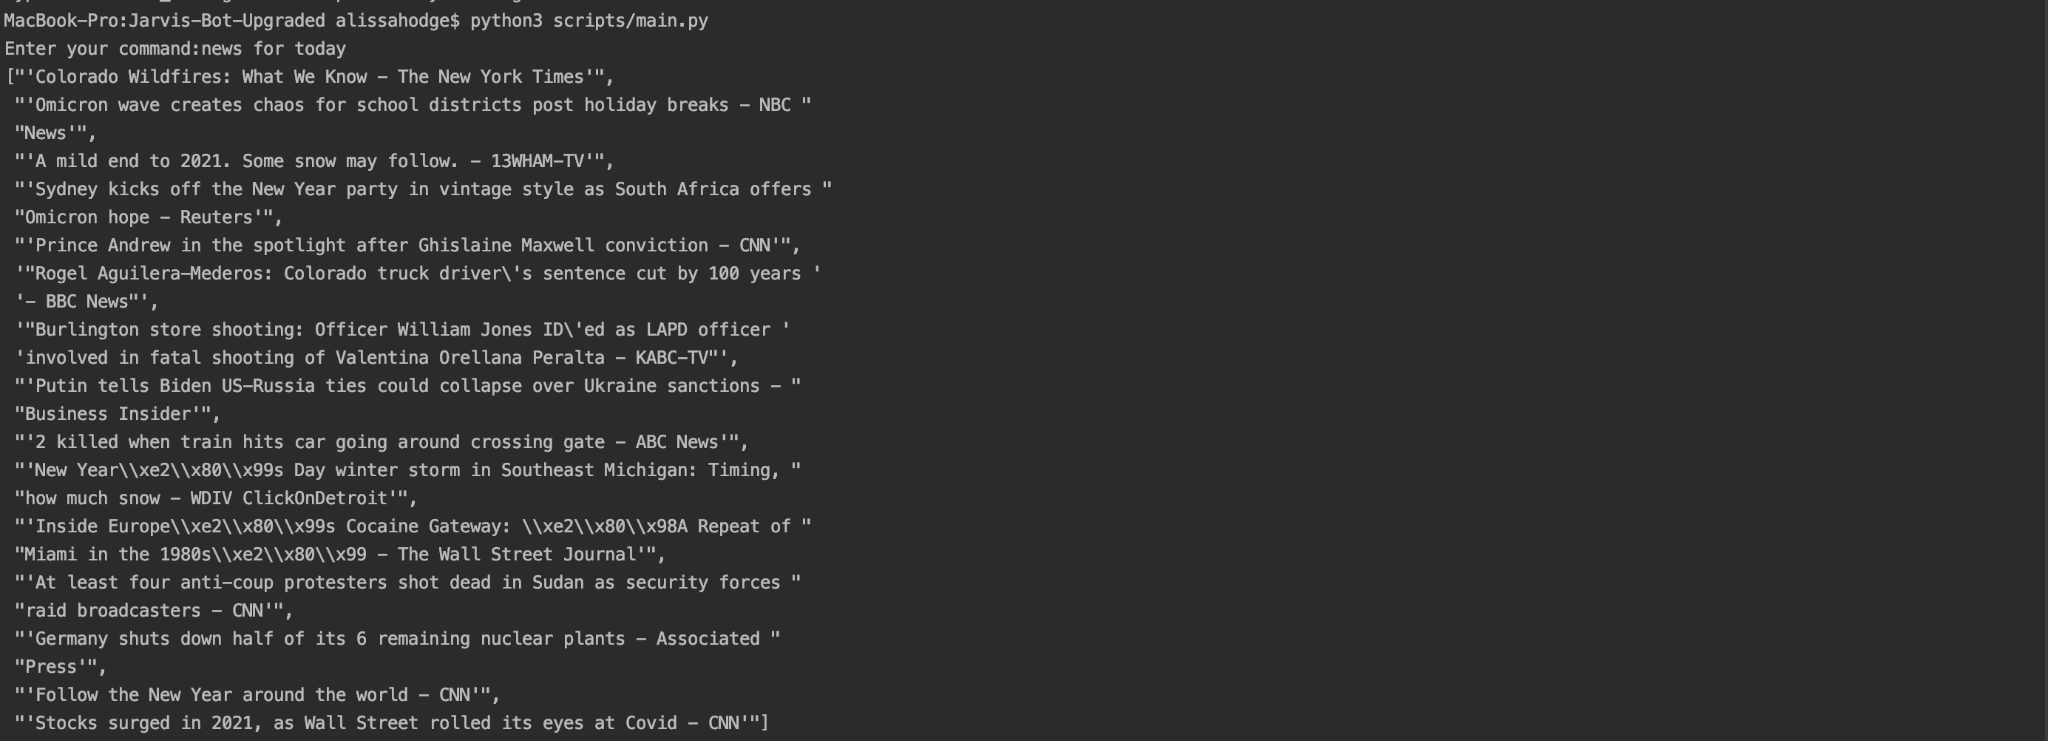 MacBook-Pro:Jarvis-Bot-Upgraded alissahodge$ python3 scripts/main.py
Enter your command:news for today
["'Colorado Wildfires: What We Know - The New York Times'",
 "'Omicron wave creates chaos for school districts post holiday breaks - NBC "
 "News'",
 "'A mild end to 2021. Some snow may follow. - 13WHAM-TV'",
 "'Sydney kicks off the New Year party in vintage style as South Africa offers "
 "Omicron hope - Reuters'",
 "'Prince Andrew in the spotlight after Ghislaine Maxwell conviction - CNN'",
 '"Rogel Aguilera-Mederos: Colorado truck driver\'s sentence cut by 100 years '
 '- BBC News"',
 '"Burlington store shooting: Officer William Jones ID\'ed as LAPD officer '
 'involved in fatal shooting of Valentina Orellana Peralta - KABC-TV"',
 "'Putin tells Biden US-Russia ties could collapse over Ukraine sanctions - "
 "Business Insider'",
 "'2 killed when train hits car going around crossing gate - ABC News'",
 "'New Year\\xe2\\x80\\x99s Day winter storm in Southeast Michigan: Timing, "
 "how much snow - WDIV ClickOnDetroit'",
 "'Inside Europe\\xe2\\x80\\x99s Cocaine Gateway: \\xe2\\x80\\x98A Repeat of "
 "Miami in the 1980s\\xe2\\x80\\x99 - The Wall Street Journal'",
 "'At least four anti-coup protesters shot dead in Sudan as security forces "
 "raid broadcasters - CNN'",
 "'Germany shuts down half of its 6 remaining nuclear plants - Associated "
 "Press'",
 "'Follow the New Year around the world - CNN'",
 "'Stocks surged in 2021, as Wall Street rolled its eyes at Covid - CNN'"]